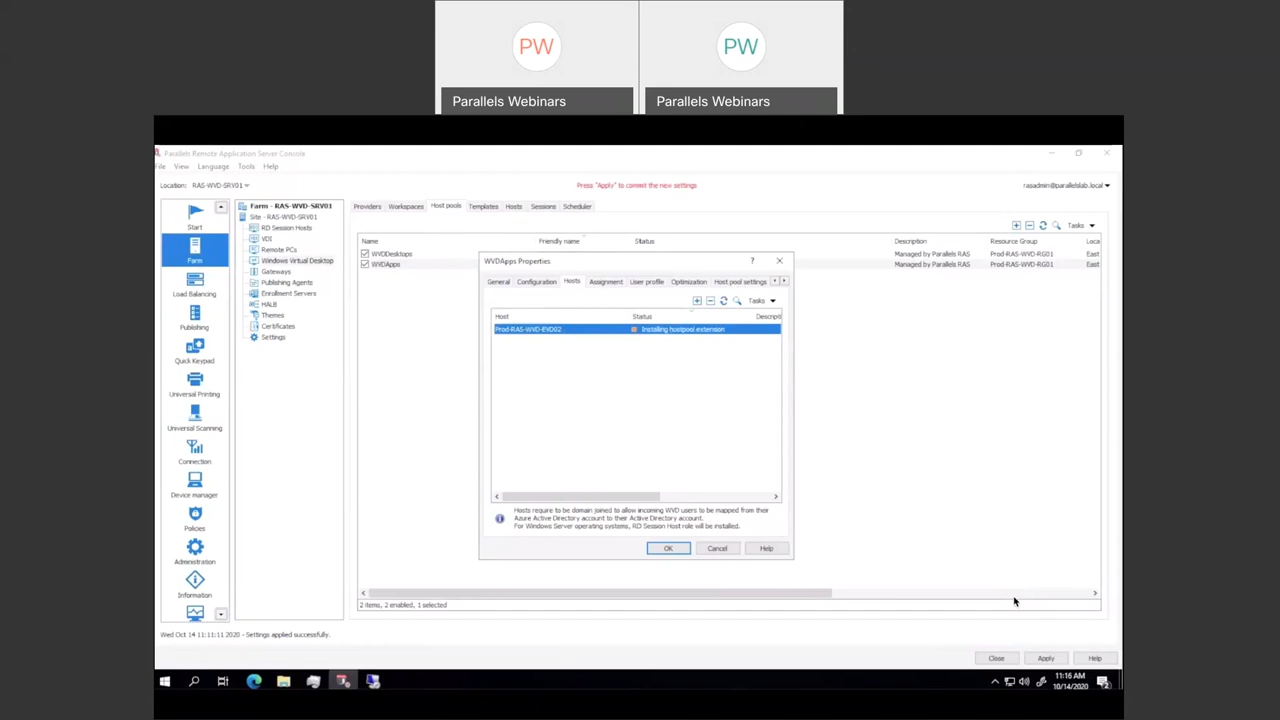 PW
PW
Parallels Webinars
Parallels Webinars
Parallels Remote Application Server Console
File View Language Tools Help
Location: RAS-WVD-SRV01
Press "Apply" to commit the new settings
rasadmin@parallelslab.local
Start
Farm
Load Balancing
Publishing
Quick Keypad
Universal Printing
Universal Scanning
Connection
Device manager
Policies
Administration
Information
Farm - RAS-WVD-SRV01
Site - RAS-WVD-SRV01
RD Session Hosts
VDI
Remote PCs
Windows Virtual Desktop
Gateways
Publishing Agents
Enrollment Servers
HALB
Themes
Certificates
Settings
Providers Workspaces Host pools Templates Hosts Sessions Scheduler
Tasks
Name Friendly name Status Description Resource Group Loca
WVDDesktops Managed by Parallels RAS Prod-RAS-WVD-RG01 East
WVDApps Managed by Parallels RAS Prod-RAS-WVD-RG01 East
WVDApps Properties
General Configuration Hosts Assignment User profile Optimization Host pool settings
Tasks
Host Status Descripti
Prod-RAS-WVD-EVD02 Installing hostpool extension
Hosts require to be domain joined to allow incoming WVD users to be mapped from their
Azure Active Directory account to their Active Directory account.
For Windows Server operating systems, RD Session Host role will be installed.
OK Cancel Help
2 items, 2 enabled, 1 selected
Wed Oct 14 11:11:11 2020 - Settings applied successfully.
Close Apply Help
11:16 AM
10/14/2020